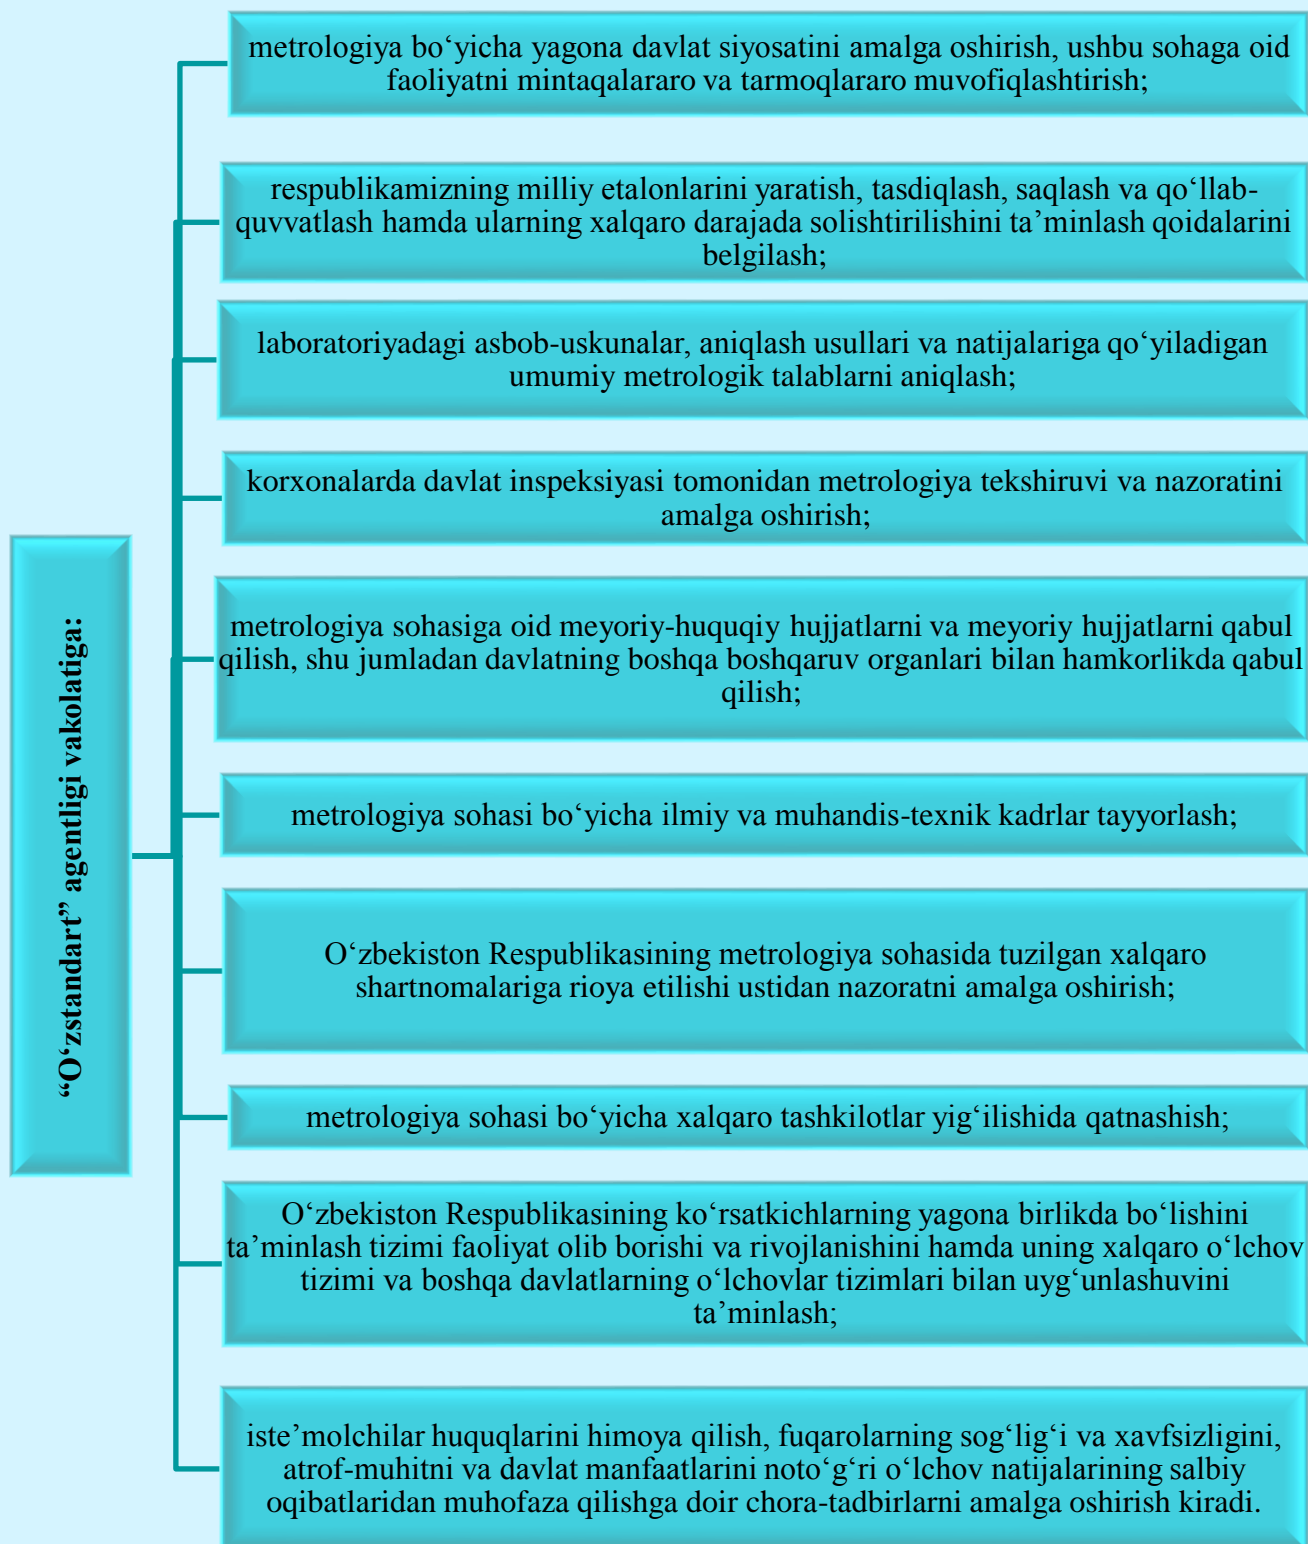 “O‘zstandart” agentligi vakolatiga:
metrologiya bo‘yicha yagona davlat siyosatini amalga oshirish, ushbu sohaga oid
faoliyatni mintaqalararo va tarmoqlararo muvofiqlashtirish;
respublikamizning milliy etalonlarini yaratish, tasdiqlash, saqlash va qo‘llab-
quvvatlash hamda ularning xalqaro darajada solishtirilishini ta’minlash qoidalarini
belgilash;
laboratoriyadagi asbob-uskunalar, aniqlash usullari va natijalariga qo‘yiladigan
umumiy metrologik talablarni aniqlash;
korxonalarda davlat inspeksiyasi tomonidan metrologiya tekshiruvi va nazoratini
amalga oshirish;
metrologiya sohasiga oid meyoriy-huquqiy hujjatlarni va meyoriy hujjatlarni qabul
qilish, shu jumladan davlatning boshqa boshqaruv organlari bilan hamkorlikda qabul
qilish;
metrologiya sohasi bo‘yicha ilmiy va muhandis-texnik kadrlar tayyorlash;
O‘zbekiston Respublikasining metrologiya sohasida tuzilgan xalqaro
shartnomalariga rioya etilishi ustidan nazoratni amalga oshirish;
metrologiya sohasi bo‘yicha xalqaro tashkilotlar yig‘ilishida qatnashish;
O‘zbekiston Respublikasining ko‘rsatkichlarning yagona birlikda bo‘lishini
ta’minlash tizimi faoliyat olib borishi va rivojlanishini hamda uning xalqaro o‘lchov
tizimi va boshqa davlatlarning o‘lchovlar tizimlari bilan uyg‘unlashuvini
ta’minlash;
iste’molchilar huquqlarini himoya qilish, fuqarolarning sog‘lig‘i va xavfsizligini,
atrof-muhitni va davlat manfaatlarini noto‘g‘ri o‘lchov natijalarining salbiy
oqibatlaridan muhofaza qilishga doir chora-tadbirlarni amalga oshirish kiradi.